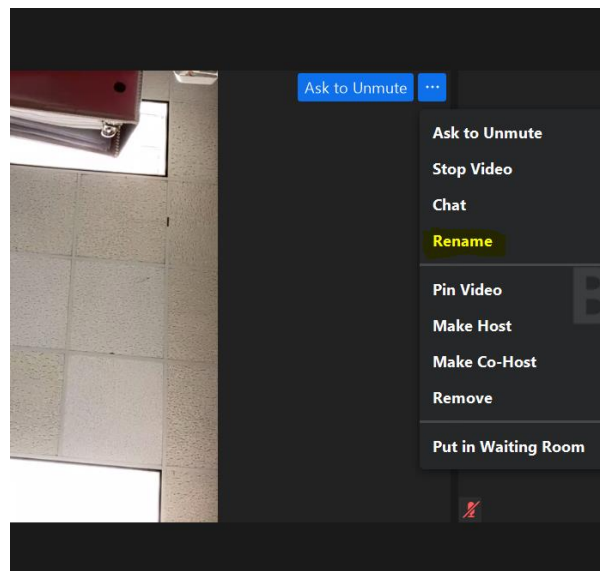 Ask to Unmute ...
Ask to Unmute
Stop Video
Chat
Rename
Pin Video
Make Host
Make Co-Host
Remove
Put in Waiting Room